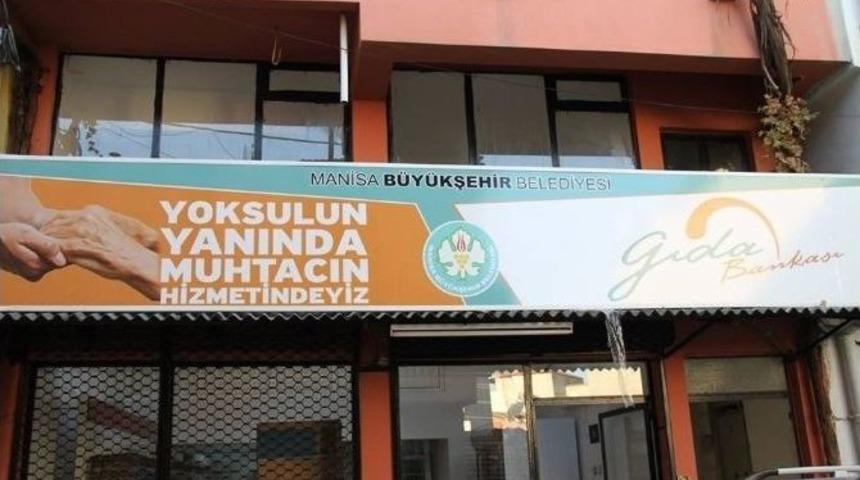 MANİSA BÜYÜKŞEHİR BELEDİYESİ
YOKSULUN
YANINDA
MUHTACIN
HİZMETİNDEYİZ
Gıda
Bankası